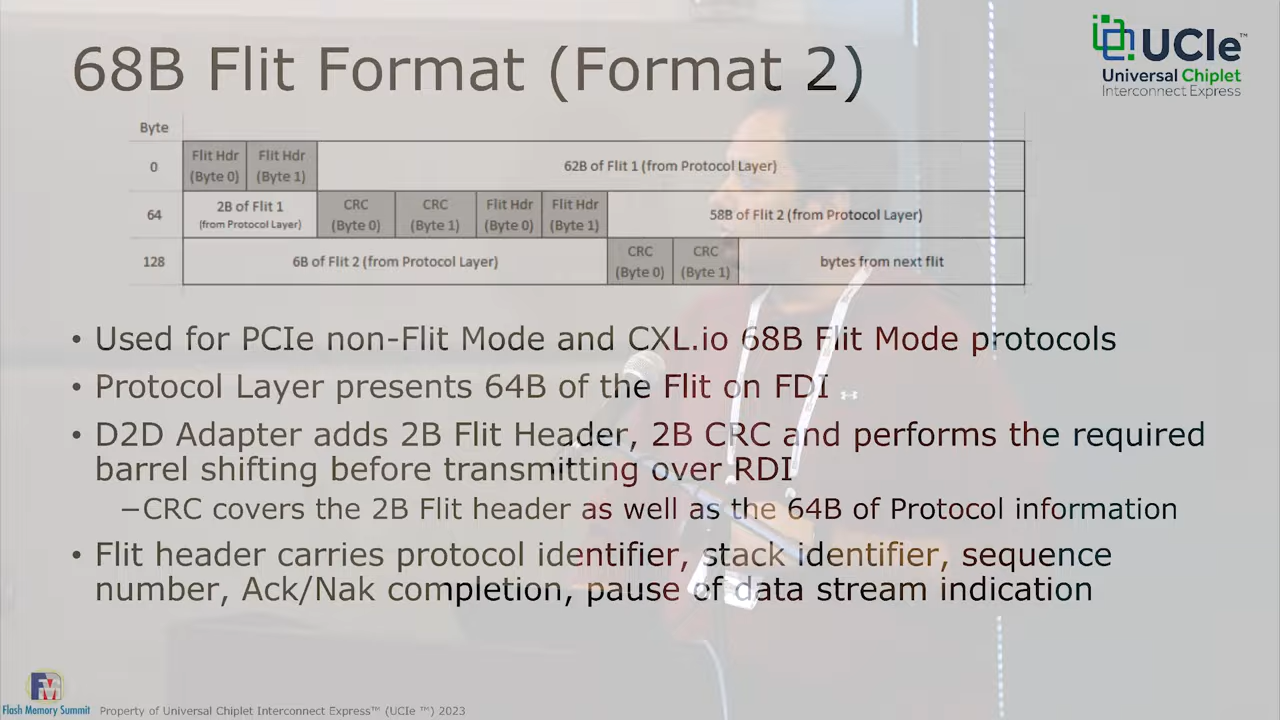 68B Flit Format (Format 2)
UCIe™
Universal Chiplet
Interconnect Express
Byte
0
Flit Hdr
(Byte 0)
Flit Hdr
(Byte 1)
62B of Flit 1 (from Protocol Layer)
64
2B of Flit 1
(from Protocol Layer)
CRC
(Byte 0)
CRC
(Byte 1)
Flit Hdr
(Byte 0)
Flit Hdr
(Byte 1)
58B of Flit 2 (from Protocol Layer)
128
6B of Flit 2 (from Protocol Layer)
CRC
(Byte 0)
CRC
(Byte 1)
bytes from next flit
• Used for PCIe non-Flit Mode and CXL.io 68B Flit Mode protocols
• Protocol Layer presents 64B of the Flit on FDI
• D2D Adapter adds 2B Flit Header, 2B CRC and performs the required
barrel shifting before transmitting over RDI
–CRC covers the 2B Flit header as well as the 64B of Protocol information
• Flit header carries protocol identifier, stack identifier, sequence
number, Ack/Nak completion, pause of data stream indication
FM
Flash Memory Summit
Property of Universal Chiplet Interconnect Express™ (UCIe ™) 2023